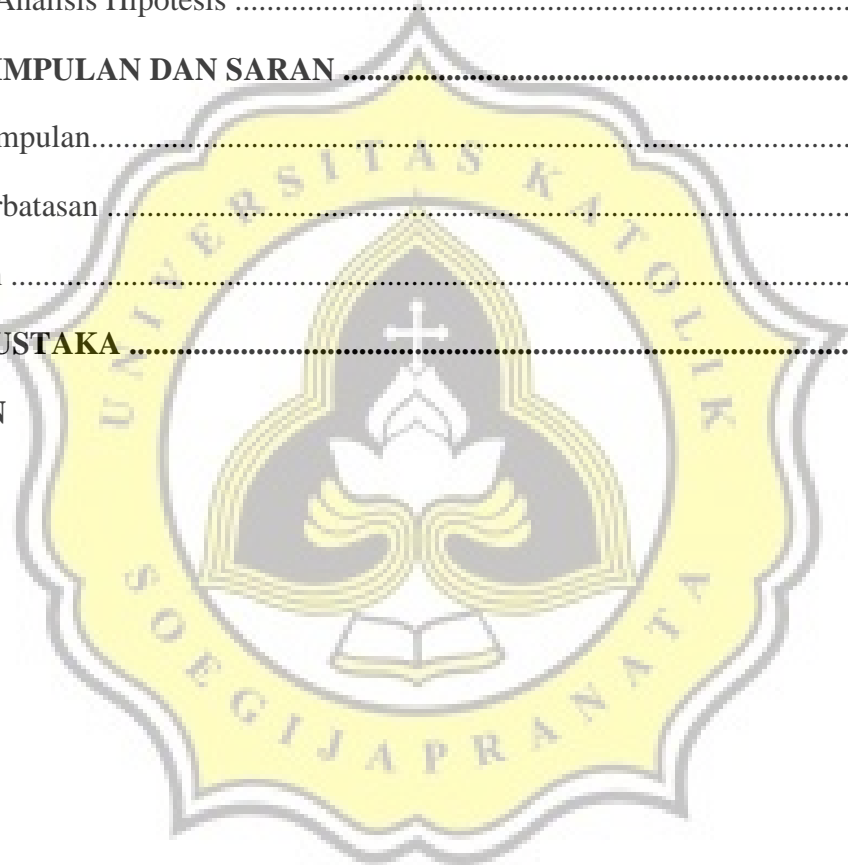 Analisis Hipotesis ...........................................................................
IMPULAN DAN SARAN ...............................................................
mpulan...........................................................................................
rbatasan ........................................................................................
n ...................................................................................................
USTAKA .......................................................................................
N
UNIVERSITAS KATOLIK
SOEGIJAPRANATA